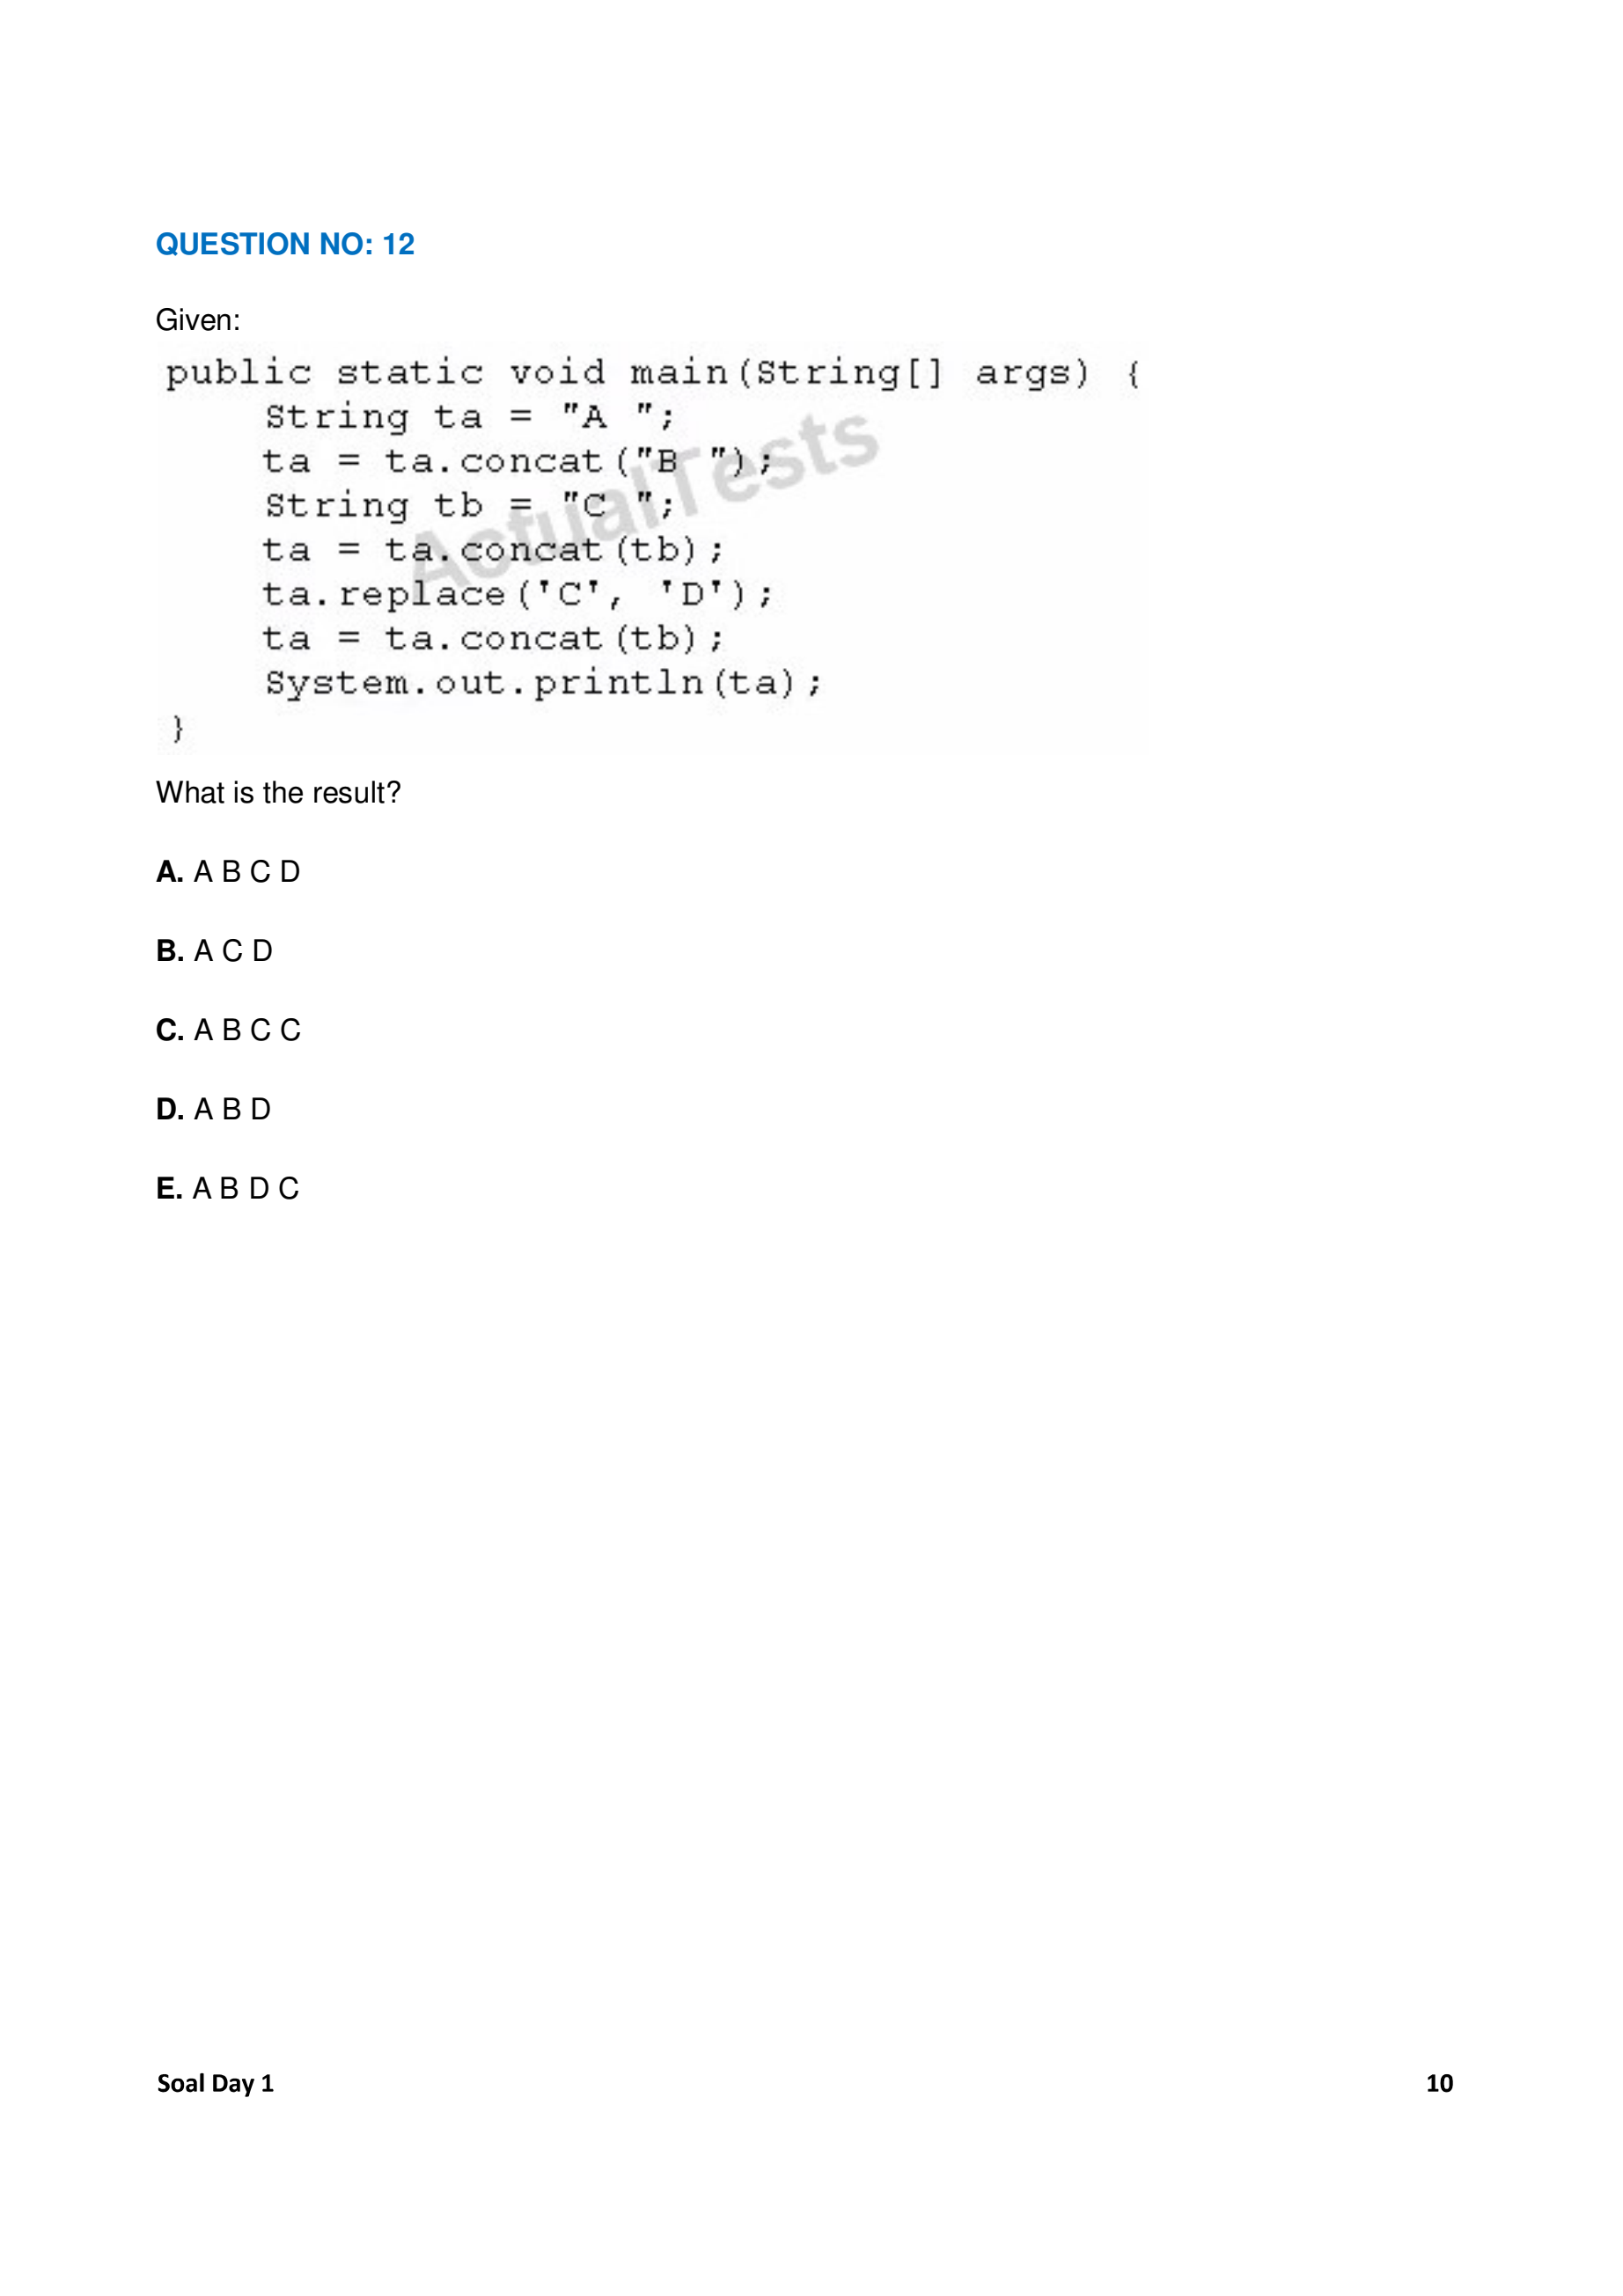 QUESTION NO: 12
Given:
public static void main(String[] args) {
String ta = "A ";
ta = ta.concat("B ");
String tb = "C ";
ta = ta.concat(tb);
ta.replace('C', 'D');
ta = ta.concat(tb);
System.out.println(ta);
}
ActualTests
What is the result?
A. A B C D
B. A C D
C. A B C C
D. A B D
E. A B D C
Soal Day 1 10